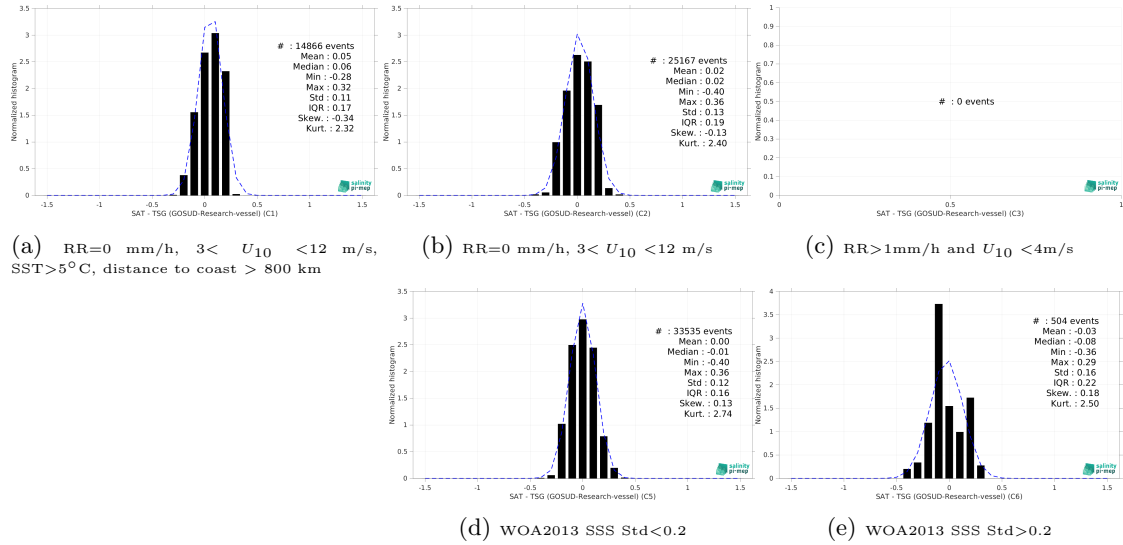 3.5
3
2.5
2
1.5
1
0.5
0
-1.5 -1 -0.5 0 0.5 1 1.5
Normalized histogram
SAT - TSG (GOSUD-Research-vessel) (C1)
# : 14866 events
Mean : 0.05
Median : 0.06
Min : -0.28
Max : 0.32
Std : 0.11
IQR : 0.17
Skew. : -0.34
Kurt. : 2.32
salinity
pi-mep
(a) RR=0 mm/h, 3< U10 <12 m/s,
SST>5°C, distance to coast > 800 km
3.5
3
2.5
2
1.5
1
0.5
0
-1.5 -1 -0.5 0 0.5 1 1.5
Normalized histogram
SAT - TSG (GOSUD-Research-vessel) (C2)
# : 25167 events
Mean : 0.02
Median : 0.02
Min : -0.40
Max : 0.36
Std : 0.13
IQR : 0.19
Skew. : -0.13
Kurt. : 2.40
salinity
pi-mep
(b) RR=0 mm/h, 3< U10 <12 m/s
1
0.9
0.8
0.7
0.6
0.5
0.4
0.3
0.2
0.1
0
0 0.5 1
Normalized histogram
SAT - TSG (GOSUD-Research-vessel) (C3)
# : 0 events
salinity
pi-mep
(c) RR>1mm/h and U10 <4m/s
3.5
3
2.5
2
1.5
1
0.5
0
-1.5 -1 -0.5 0 0.5 1 1.5
Normalized histogram
SAT - TSG (GOSUD-Research-vessel) (C5)
# : 33535 events
Mean : 0.00
Median : -0.01
Min : -0.40
Max : 0.36
Std : 0.12
IQR : 0.16
Skew. : 0.13
Kurt. : 2.74
salinity
pi-mep
(d) WOA2013 SSS Std<0.2
4
3.5
3
2.5
2
1.5
1
0.5
0
-1.5 -1 -0.5 0 0.5 1 1.5
Normalized histogram
SAT - TSG (GOSUD-Research-vessel) (C6)
# : 504 events
Mean : -0.03
Median : -0.08
Min : -0.36
Max : 0.29
Std : 0.16
IQR : 0.22
Skew. : 0.18
Kurt. : 2.50
salinity
pi-mep
(e) WOA2013 SSS Std>0.2